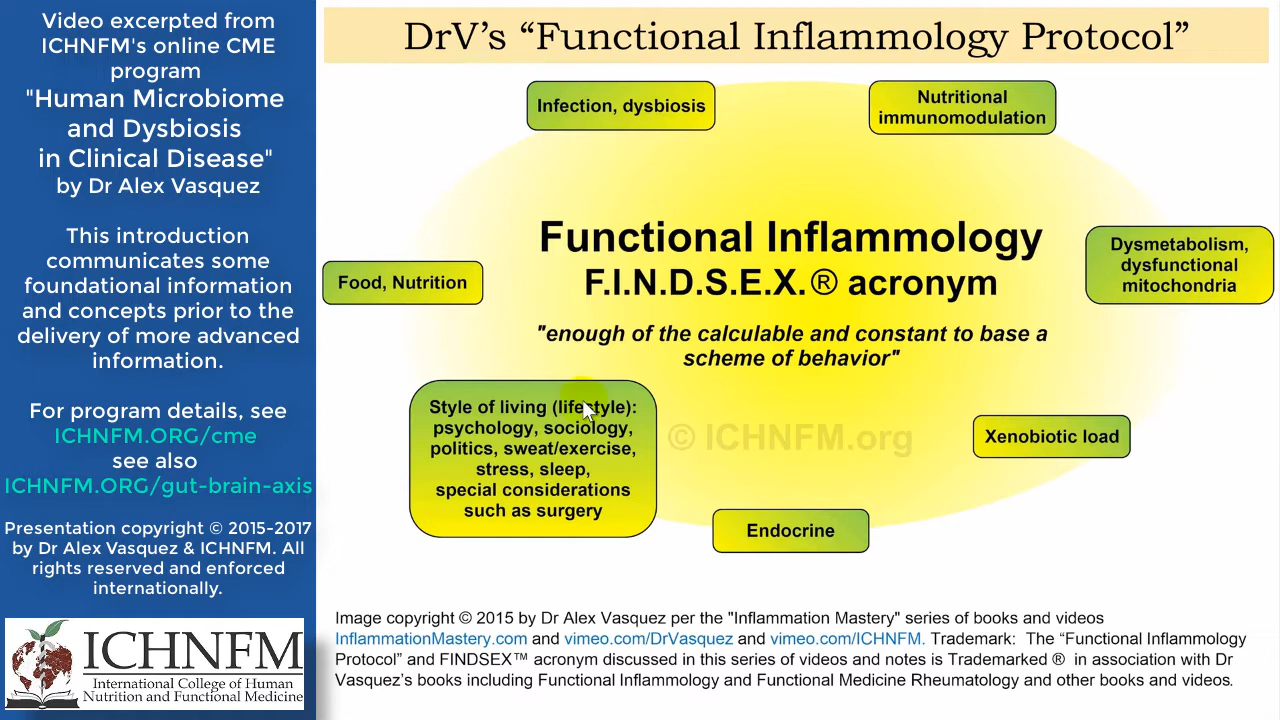 Video excerpted from
ICHNFM's online CME
program
"Human Microbiome
and Dysbiosis
in Clinical Disease"
by Dr Alex Vasquez
This introduction
communicates some
foundational information
and concepts prior to the
delivery of more advanced
information.
For program details, see
ICHNFM.ORG/cme
see also
ICHNFM.ORG/gut-brain-axis
Presentation copyright © 2015-2017
by Dr Alex Vasquez & ICHNFM. All
rights reserved and enforced
internationally.
ICHNFM
International College of Human
Nutrition and Functional Medicine
DrV's “Functional Inflammology Protocol”
Infection, dysbiosis
Nutritional
immunomodulation
Functional Inflammology
F.I.N.D.S.E.X.® acronym
"enough of the calculable and constant to base a
scheme of behavior"
Food, Nutrition
Dysmetabolism,
dysfunctional
mitochondria
Style of living (lifestyle):
psychology, sociology,
politics, sweat/exercise,
stress, sleep,
special considerations
such as surgery
© ICHNFM.org
Xenobiotic load
Endocrine
Image copyright © 2015 by Dr Alex Vasquez per the "Inflammation Mastery" series of books and videos
InflammationMastery.com and vimeo.com/DrVasquez and vimeo.com/ICHNFM. Trademark: The “Functional Inflammology
Protocol” and FINDSEX™ acronym discussed in this series of videos and notes is Trademarked ® in association with Dr
Vasquez's books including Functional Inflammology and Functional Medicine Rheumatology and other books and videos.